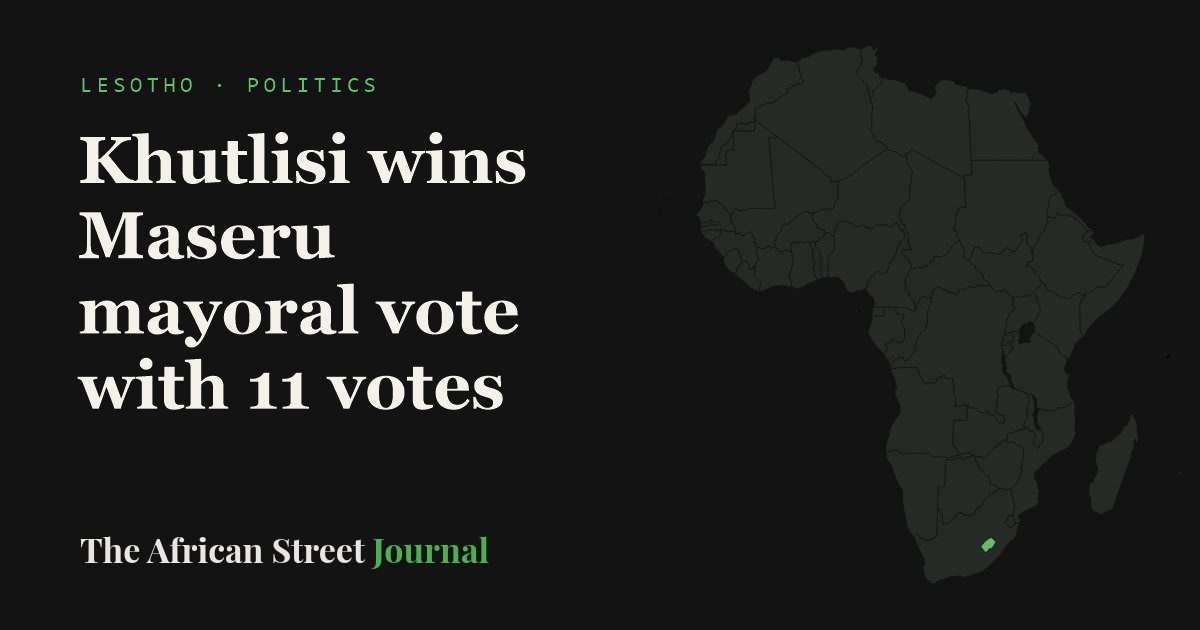 LESOTHO · POLITICS
Khutlisi wins
Maseru
mayoral vote
with 11 votes
The African Street Journal